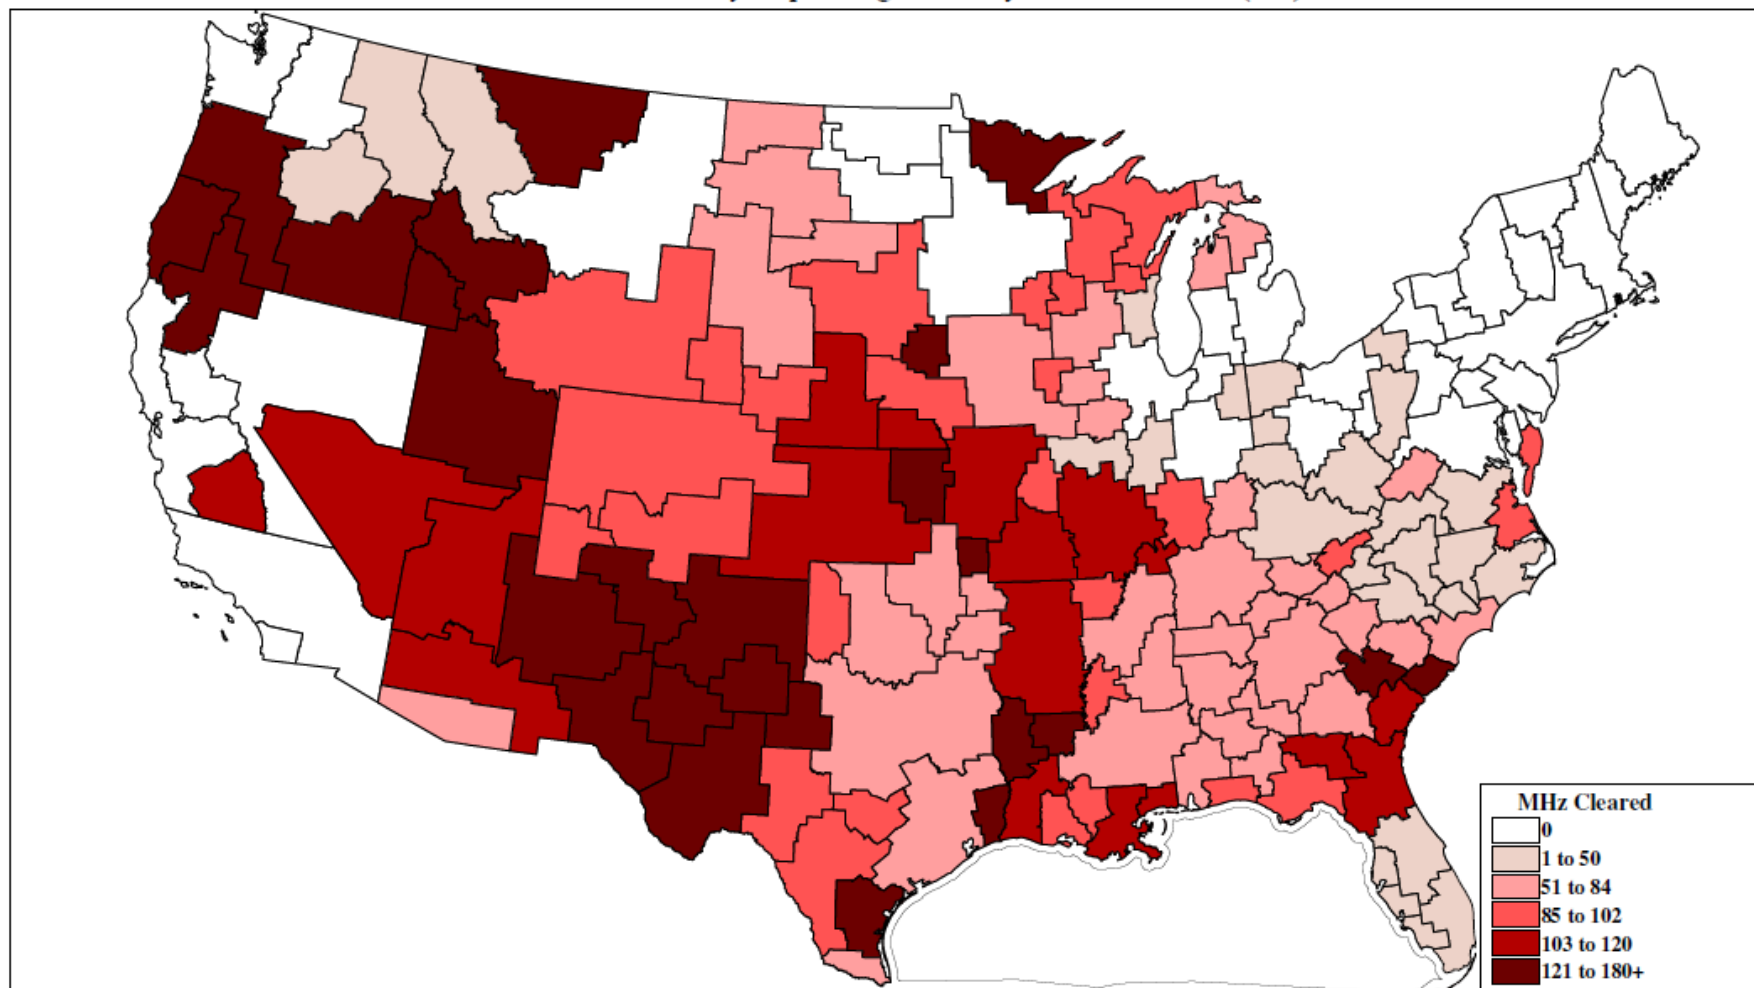 MHz Cleared
0
1 to 50
51 to 84
85 to 102
103 to 120
121 to 180+